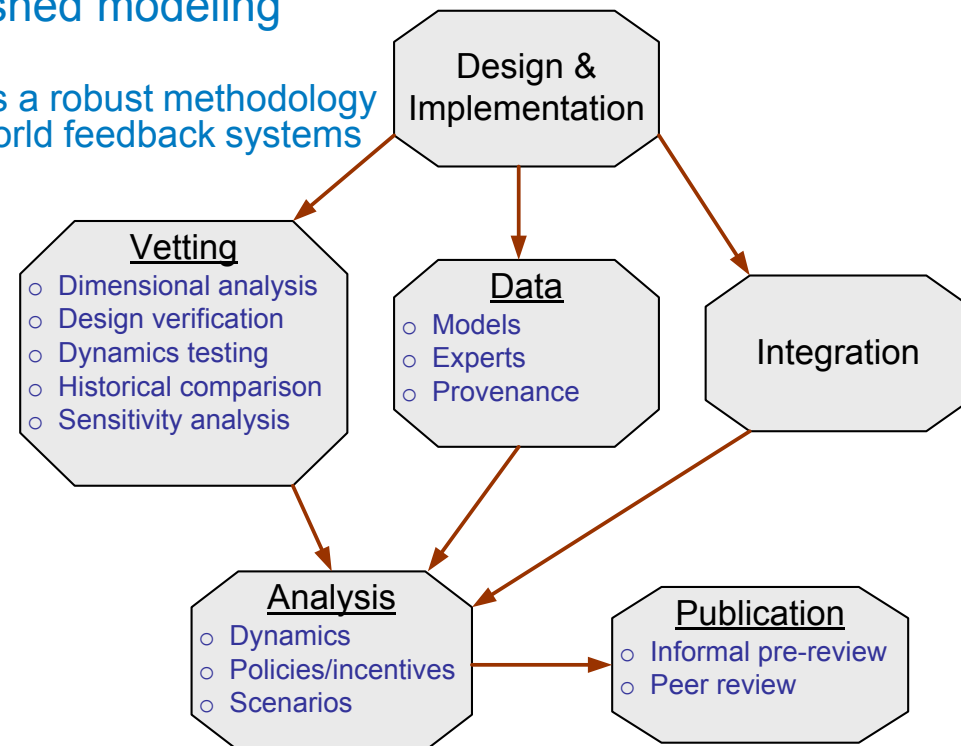 shed modeling
s a robust methodology
orld feedback systems
Design &
Implementation
Vetting
○ Dimensional analysis
○ Design verification
○ Dynamics testing
○ Historical comparison
○ Sensitivity analysis
Data
○ Models
○ Experts
○ Provenance
Integration
Analysis
○ Dynamics
○ Policies/incentives
○ Scenarios
Publication
○ Informal pre-review
○ Peer review